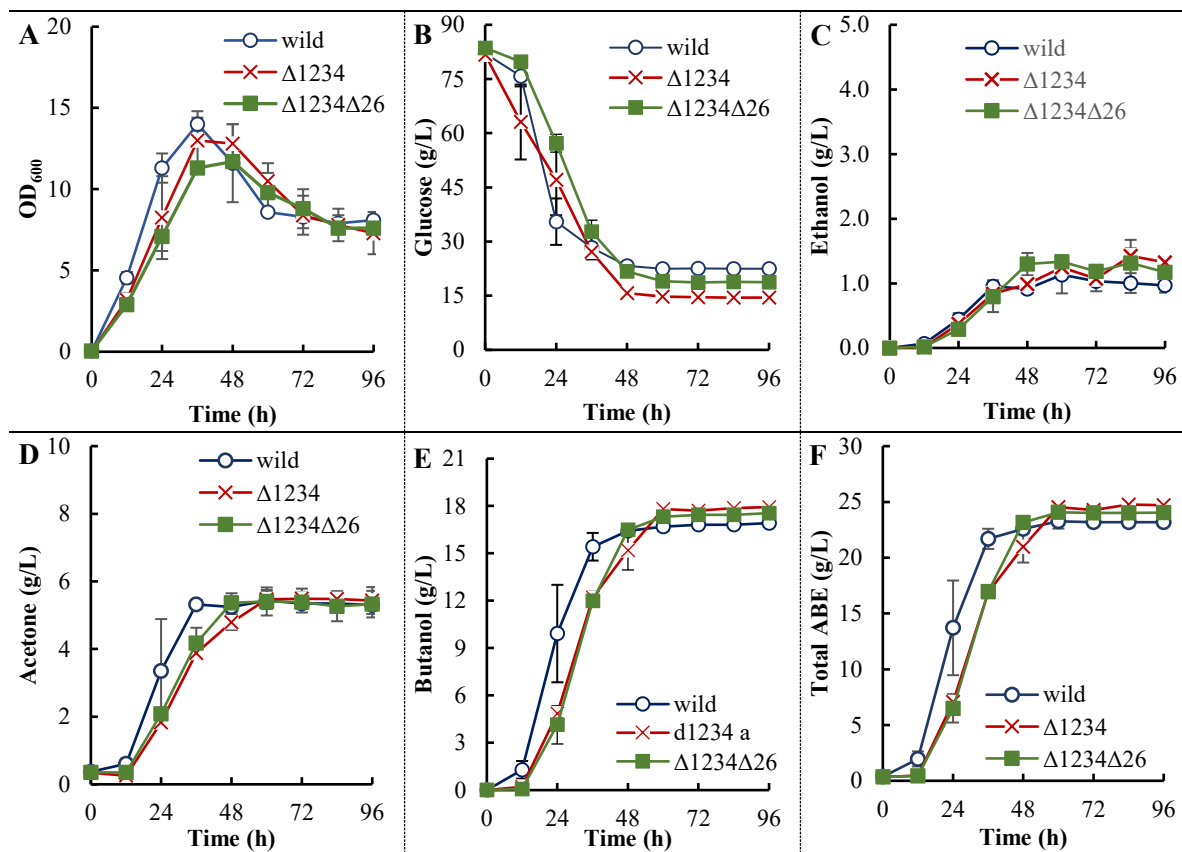 A
OD600
20
15
10
5
0
wild
Δ1234
Δ1234Δ26
0 24 48 72 96
Time (h)
B
Glucose (g/L)
90
75
60
45
30
15
0
wild
Δ1234
Δ1234Δ26
0 24 48 72 96
Time (h)
C
Ethanol (g/L)
5.0
4.0
3.0
2.0
1.0
0.0
wild
Δ1234
Δ1234Δ26
0 24 48 72 96
Time (h)
D
Acetone (g/L)
10
8
6
4
2
0
wild
Δ1234
Δ1234Δ26
0 24 48 72 96
Time (h)
E
Butanol (g/L)
21
18
15
12
9
6
3
0
wild
d1234 a
Δ1234Δ26
0 24 48 72 96
Time (h)
F
Total ABE (g/L)
30
25
20
15
10
5
0
wild
Δ1234
Δ1234Δ26
0 24 48 72 96
Time (h)